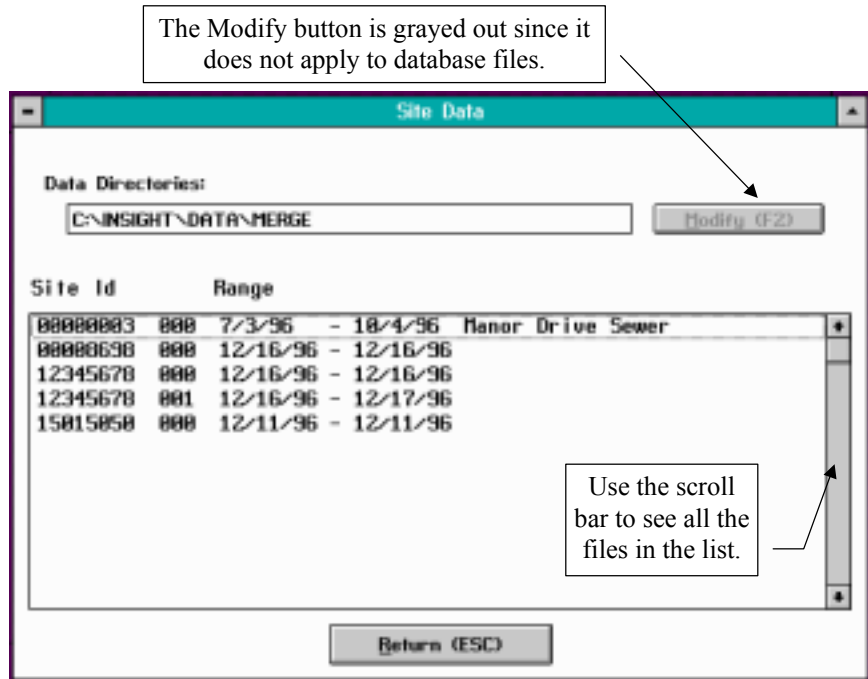 The Modify button is grayed out since it
does not apply to database files.
Site Data
Data Directories:
C:\INSIGHT\DATA\MERGE
Modify (F2)
Site Id Range
00000003 000 7/3/96 - 10/4/96 Manor Drive Sewer
00008698 000 12/16/96 - 12/16/96
12345678 000 12/16/96 - 12/16/96
12345678 001 12/16/96 - 12/17/96
15015050 000 12/11/96 - 12/11/96
Use the scroll
bar to see all the
files in the list.
Return (ESC)